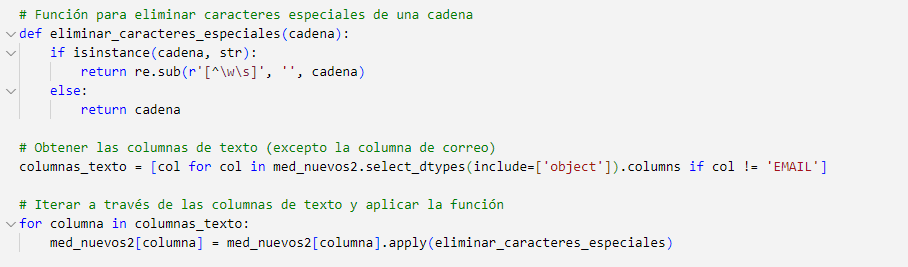 # Función para eliminar caracteres especiales de una cadena
def eliminar_caracteres_especiales(cadena):
    if isinstance(cadena, str):
        return re.sub(r'[^\w\s]', '', cadena)
    else:
        return cadena

# Obtener las columnas de texto (excepto la columna de correo)
columnas_texto = [col for col in med_nuevos2.select_dtypes(include=['object']).columns if col != 'EMAIL']

# Iterar a través de las columnas de texto y aplicar la función
for columna in columnas_texto:
    med_nuevos2[columna] = med_nuevos2[columna].apply(eliminar_caracteres_especiales)